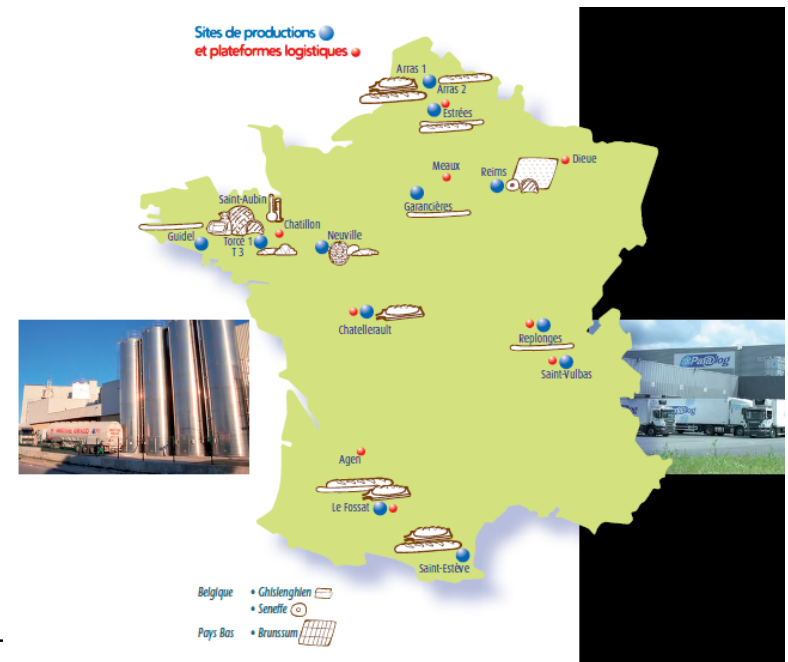 Sites de productions
et plateformes logistiques
Arras 1
Arras 2
Estrées
Meaux
Reims
Dieue
Garancières
Saint-Aubin
Chatillon
Guidel
Torcé 1
T 3
Neuville
Chatellerault
Replonges
Saint-Vulbas
Agen
Le Fossat
Saint-Estève
Belgique • Ghislenghien
• Seneffe
Pays Bas • Brunssum